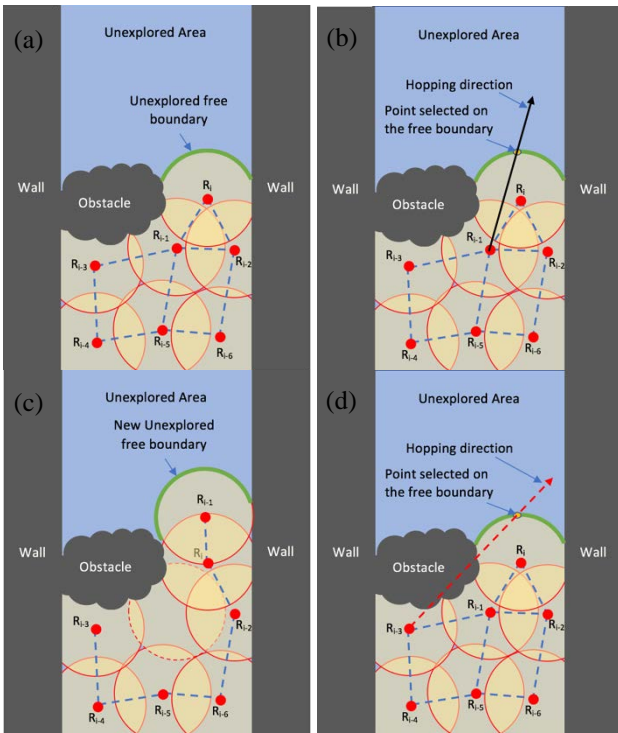 (a)
Unexplored Area
Unexplored free
boundary
Wall
Obstacle
Wall
Ri
Ri-1
Ri-2
Ri-3
Ri-4
Ri-5
Ri-6
(b)
Unexplored Area
Hopping direction
Point selected on
the free boundary
Wall
Obstacle
Ri
Ri-1
Ri-2
Ri-3
Ri-4
Ri-5
Ri-6
(c)
Unexplored Area
New Unexplored
free boundary
Ri-1
Wall
Obstacle
Wall
Ri
Ri-3
Ri-2
Ri-4
Ri-5
Ri-6
(d)
Unexplored Area
Hopping direction
Point selected on
the free boundary
Wall
Obstacle
Ri
Ri-1
Ri-2
Ri-3
Ri-4
Ri-5
Ri-6